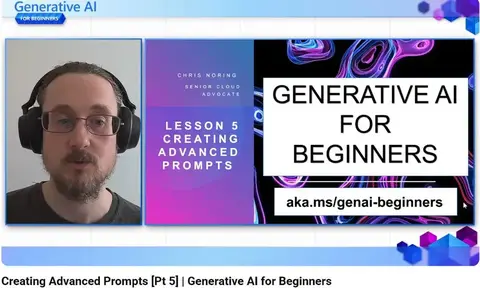 Generative AI
FOR BEGINNERS
CHRIS NORING
SENIOR CLOUD
ADVOCATE
LESSON 5
CREATING
ADVANCED
PROMPTS
GENERATIVE AI
FOR
BEGINNERS
aka.ms/genai-beginners
Creating Advanced Prompts [Pt 5] | Generative AI for Beginners